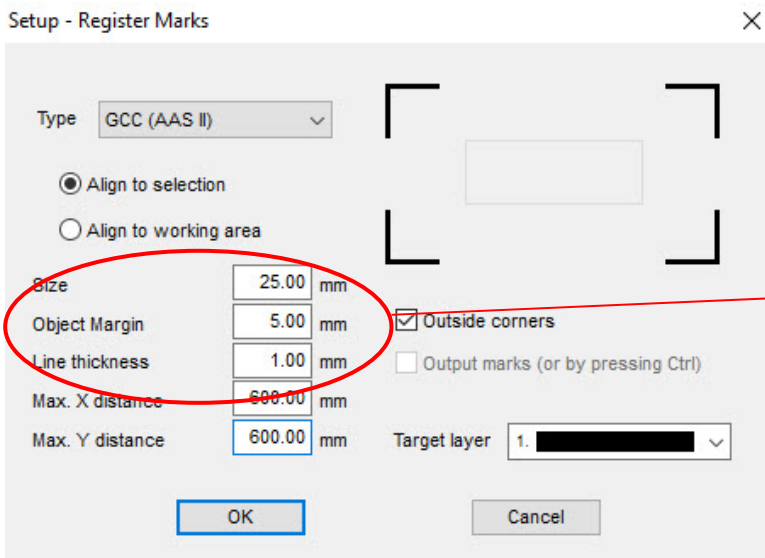 Setup - Register Marks
Type GCC (AAS II)
Align to selection
Align to working area
Size 25.00 mm
Object Margin 5.00 mm
Line thickness 1.00 mm
Max. X distance 600.00 mm
Max. Y distance 600.00 mm
Outside corners
Output marks (or by pressing Ctrl)
Target layer 1.
OK
Cancel